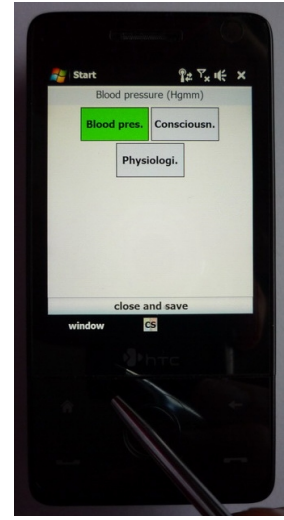 Start
Blood pressure (Hgmm)
Blood pres. Consciousn.
Physiologi.
close and save
window CS
hTC